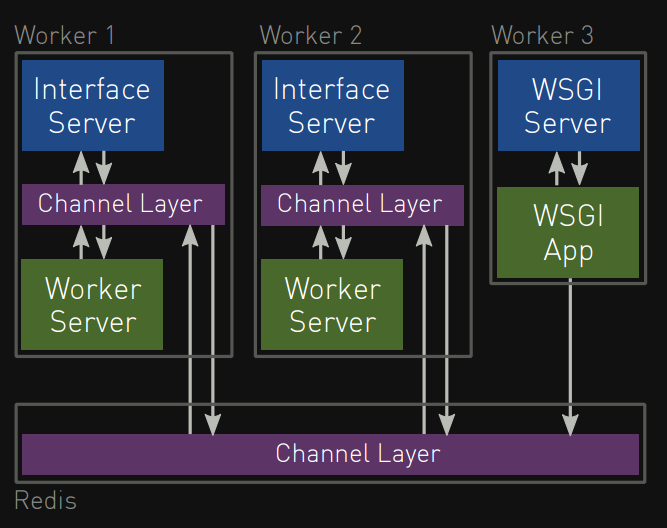 Worker 1
Interface
Server
Channel Layer
Worker
Server
Worker 2
Interface
Server
Channel Layer
Worker
Server
Worker 3
WSGI
Server
WSGI
App
Channel Layer
Redis